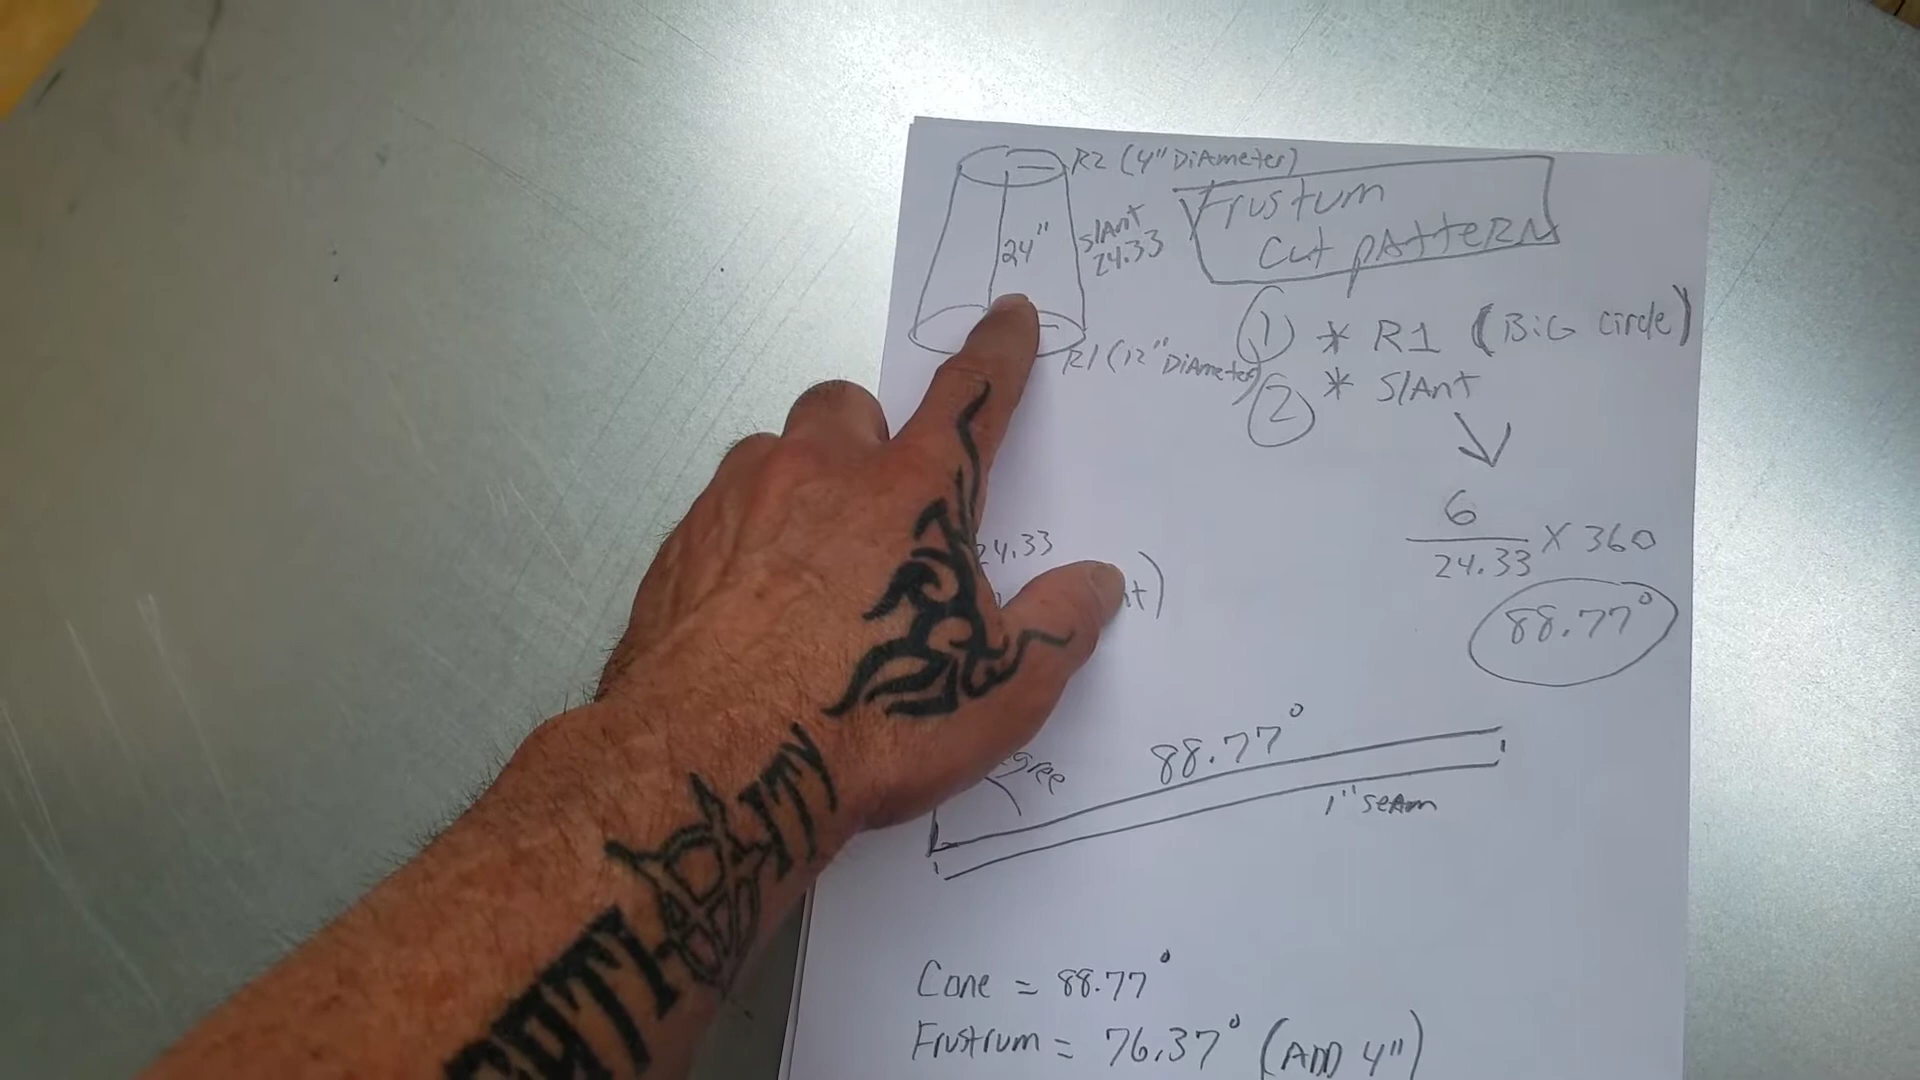 R2 (4" DiAmeter)
Frustum
Cut pAtteRN
24"
SlAnt
24.33
R1 (12" DiAmeter)
1 * R1 (BiG circle)
2 * SlAnt
6
24.33 X 360
88.77°
24.33
88.77°
1" seAm
Cone = 88.77°
Frustrum = 76.37° (ADD 4")
ITY